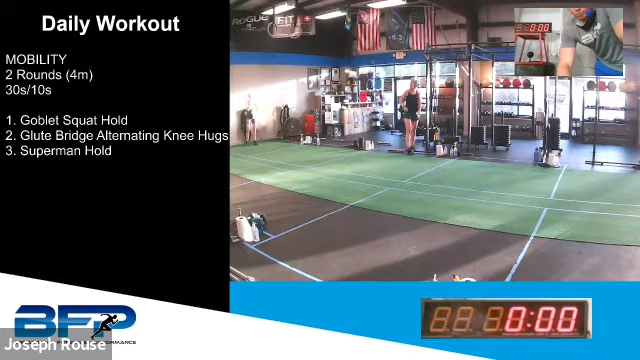 Daily Workout
MOBILITY
2 Rounds (4m)
30s/10s
1. Goblet Squat Hold
2. Glute Bridge Alternating Knee Hugs
3. Superman Hold
ROGUE
FIT
0:00
0:00
BFP
Joseph Rouse